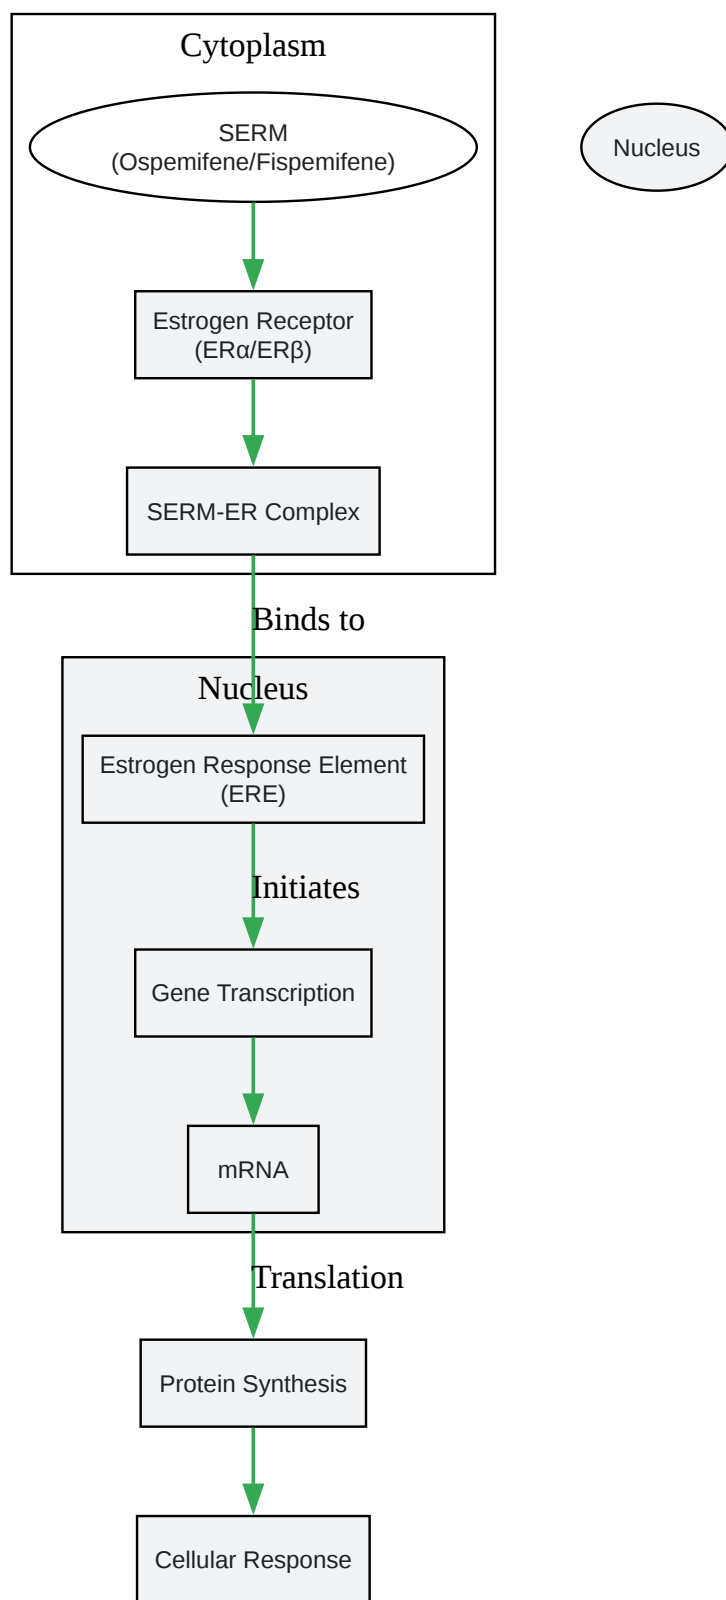 Cytoplasm
SERM
(Ospemifene/Fispemifene)
Nucleus
Estrogen Receptor
(ERα/ERβ)
SERM-ER Complex
Binds to
Nucleus
Estrogen Response Element
(ERE)
Initiates
Gene Transcription
mRNA
Translation
Protein Synthesis
Cellular Response